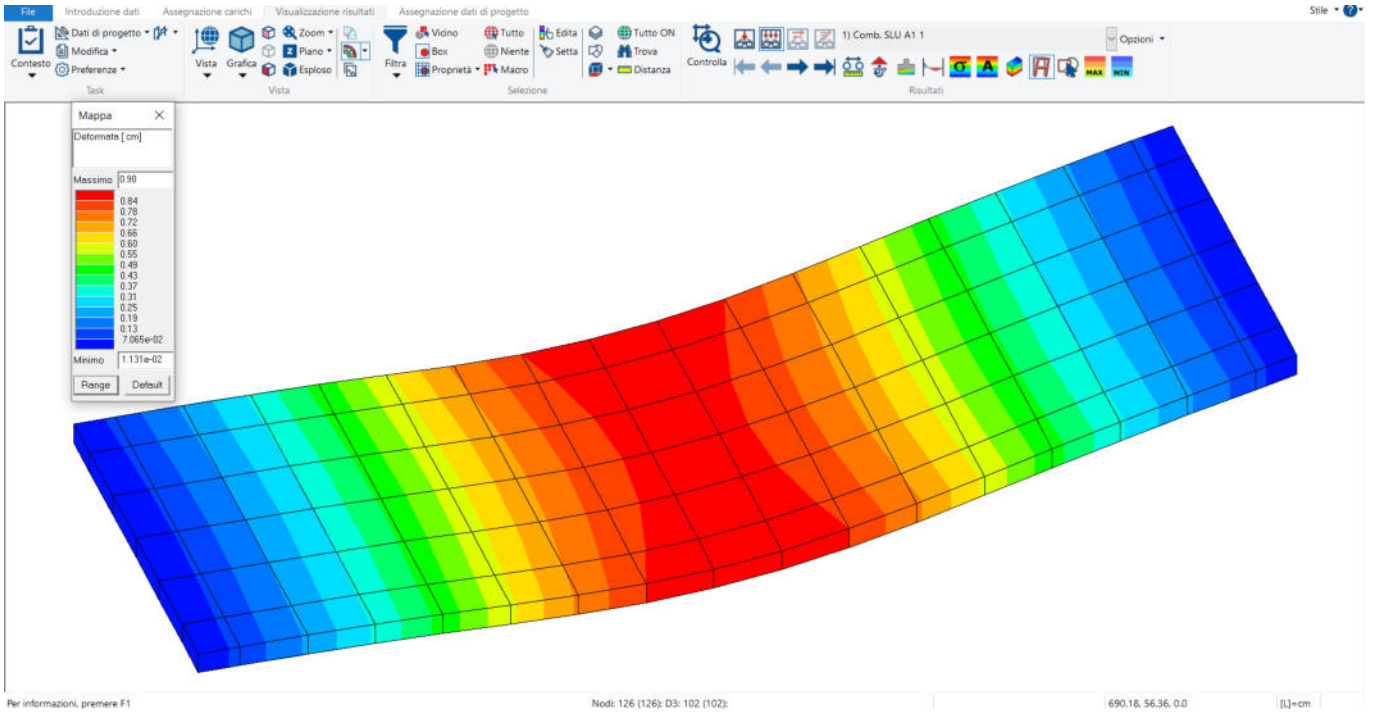 File Introduzione dati Assegnazione carichi Visualizzazione risultati Assegnazione dati di progetto Stile
Contesto
Dati di progetto
Modifica
Preferenze
Task
Vista
Grafica
Zoom
Piano
Esploso
Vista
Filtra
Vicino
Box
Proprietà
Tutto
Niente
Macro
Edita
Setta
Tutto ON
Trova
Distanza
Selezione
Controlla
1) Comb. SLU A1 1
Opzioni
σ A MAX MIN
Risultati
Mappa
Deformata [ cm]
Massimo 0.90
0.84
0.78
0.72
0.66
0.60
0.55
0.49
0.43
0.37
0.31
0.25
0.19
0.13
7.065e-02
Minimo 1.131e-02
Range Default
Per informazioni, premere F1 Nodi: 126 (126); D3: 102 (102); 690.18, 56.36, 0.0 [L]=cm